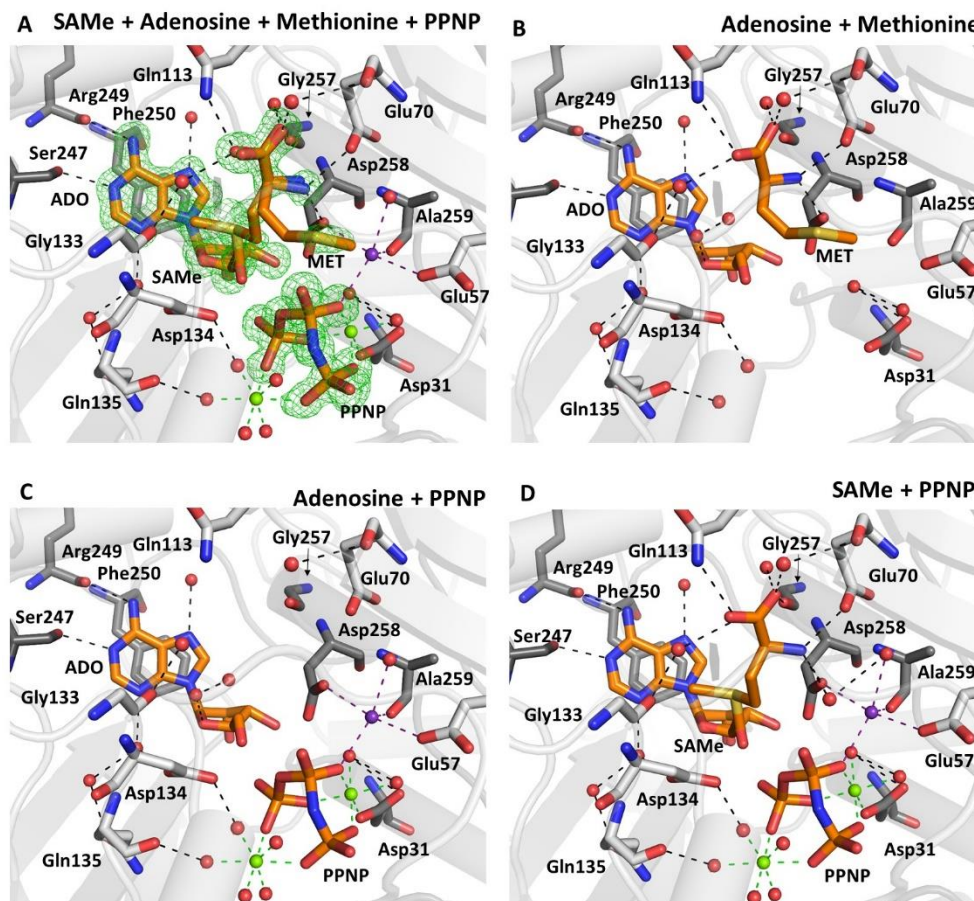 A SAMe + Adenosine + Methionine + PPNP
Gln113
Gly257
Arg249
Phe250
Glu70
Ser247
Asp258
ADO
Ala259
Gly133
MET
SAMe
Glu57
Asp134
Asp31
Gln135
PPNP
B Adenosine + Methionine
Gln113
Gly257
Arg249
Phe250
Glu70
Ser247
Asp258
ADO
Ala259
Gly133
MET
Glu57
Asp134
Asp31
Gln135
C Adenosine + PPNP
Gln113
Gly257
Arg249
Phe250
Glu70
Ser247
Asp258
ADO
Ala259
Gly133
Glu57
Asp134
Asp31
Gln135
PPNP
D SAMe + PPNP
Gln113
Gly257
Arg249
Phe250
Glu70
Ser247
Asp258
Ala259
Gly133
SAMe
Glu57
Asp134
Asp31
Gln135
PPNP